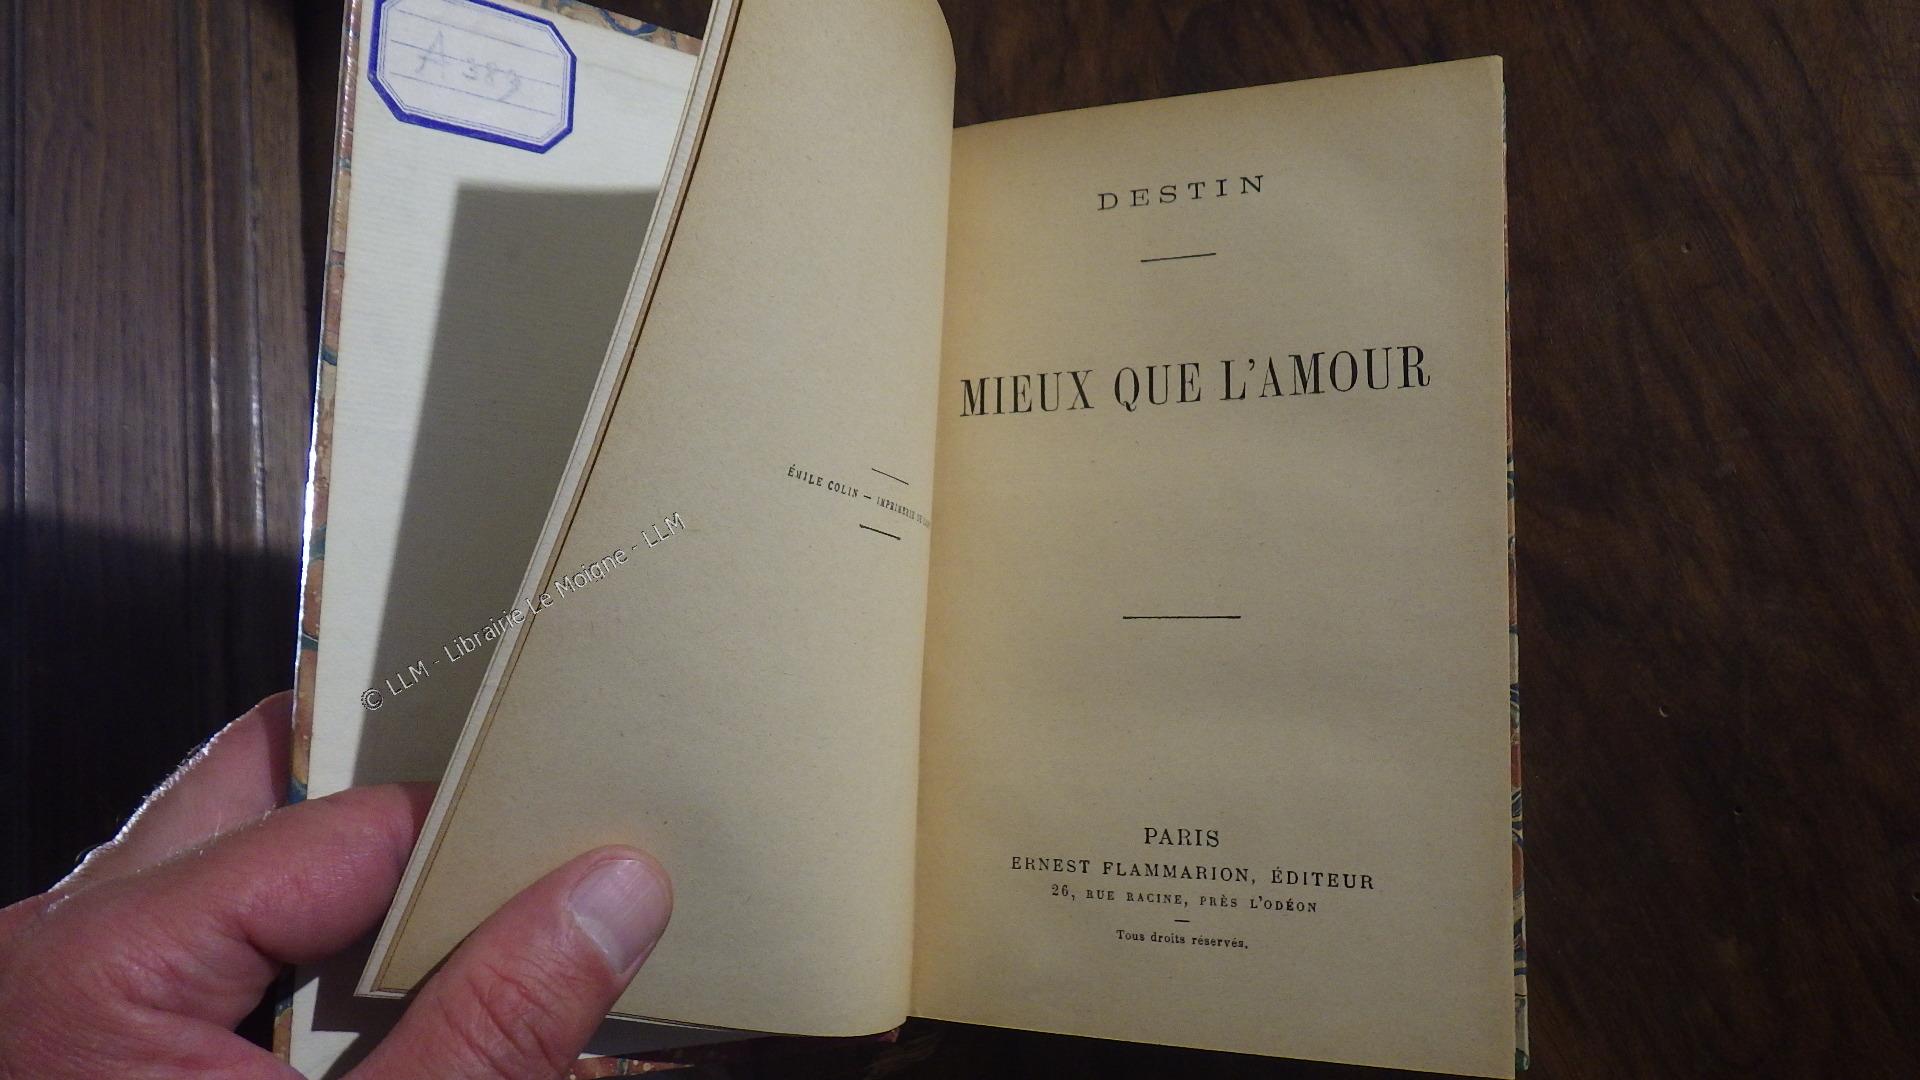 A 383
ÉMILE COLIN — IMPRIMERIE DE
© LLM - Librairie Le Moigne - LLM
DESTIN
MIEUX QUE L'AMOUR
PARIS
ERNEST FLAMMARION, ÉDITEUR
26, RUE RACINE, PRÈS L'ODÉON
Tous droits réservés.